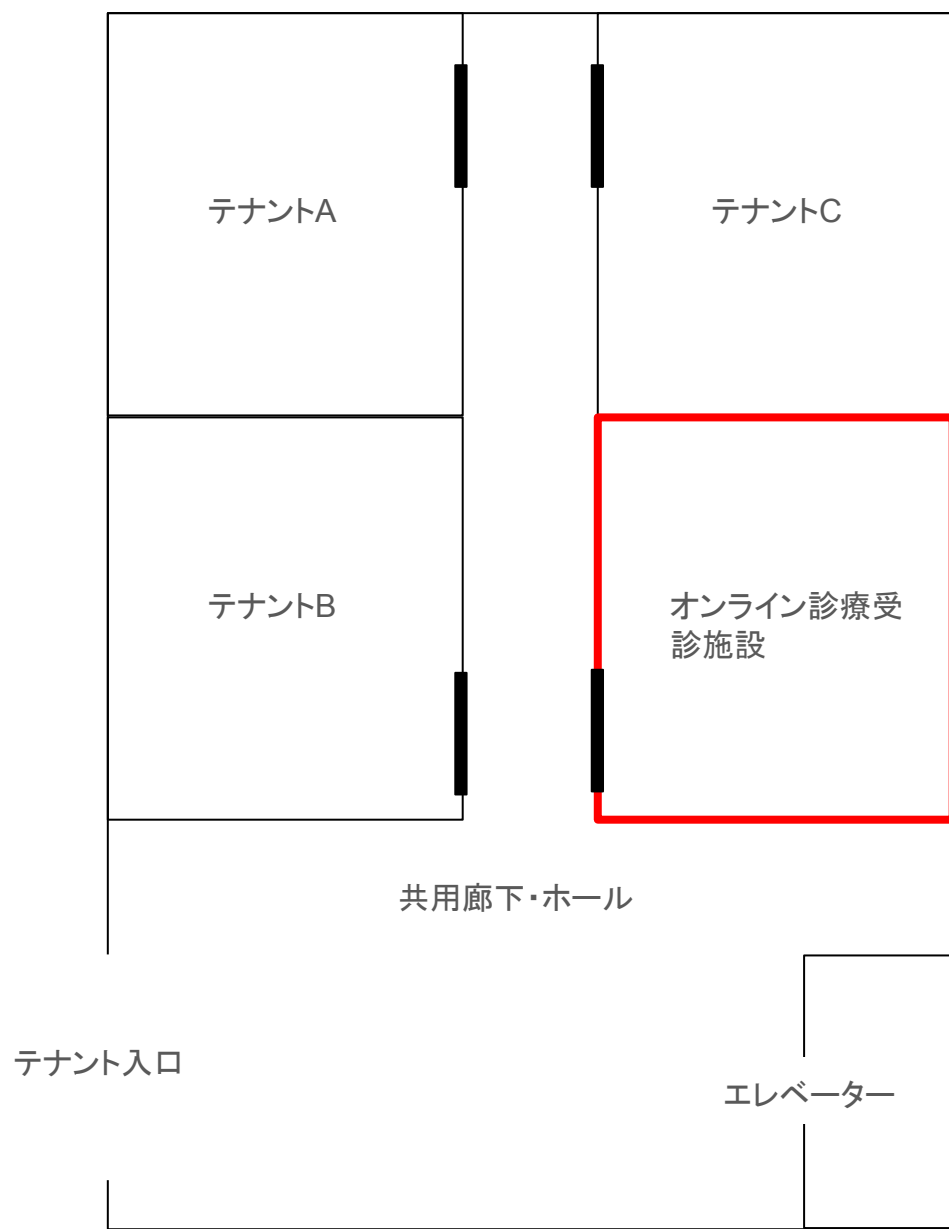 テナントA
テナントC
テナントB
オンライン診療受
診施設
共用廊下・ホール
テナント入口
エレベーター